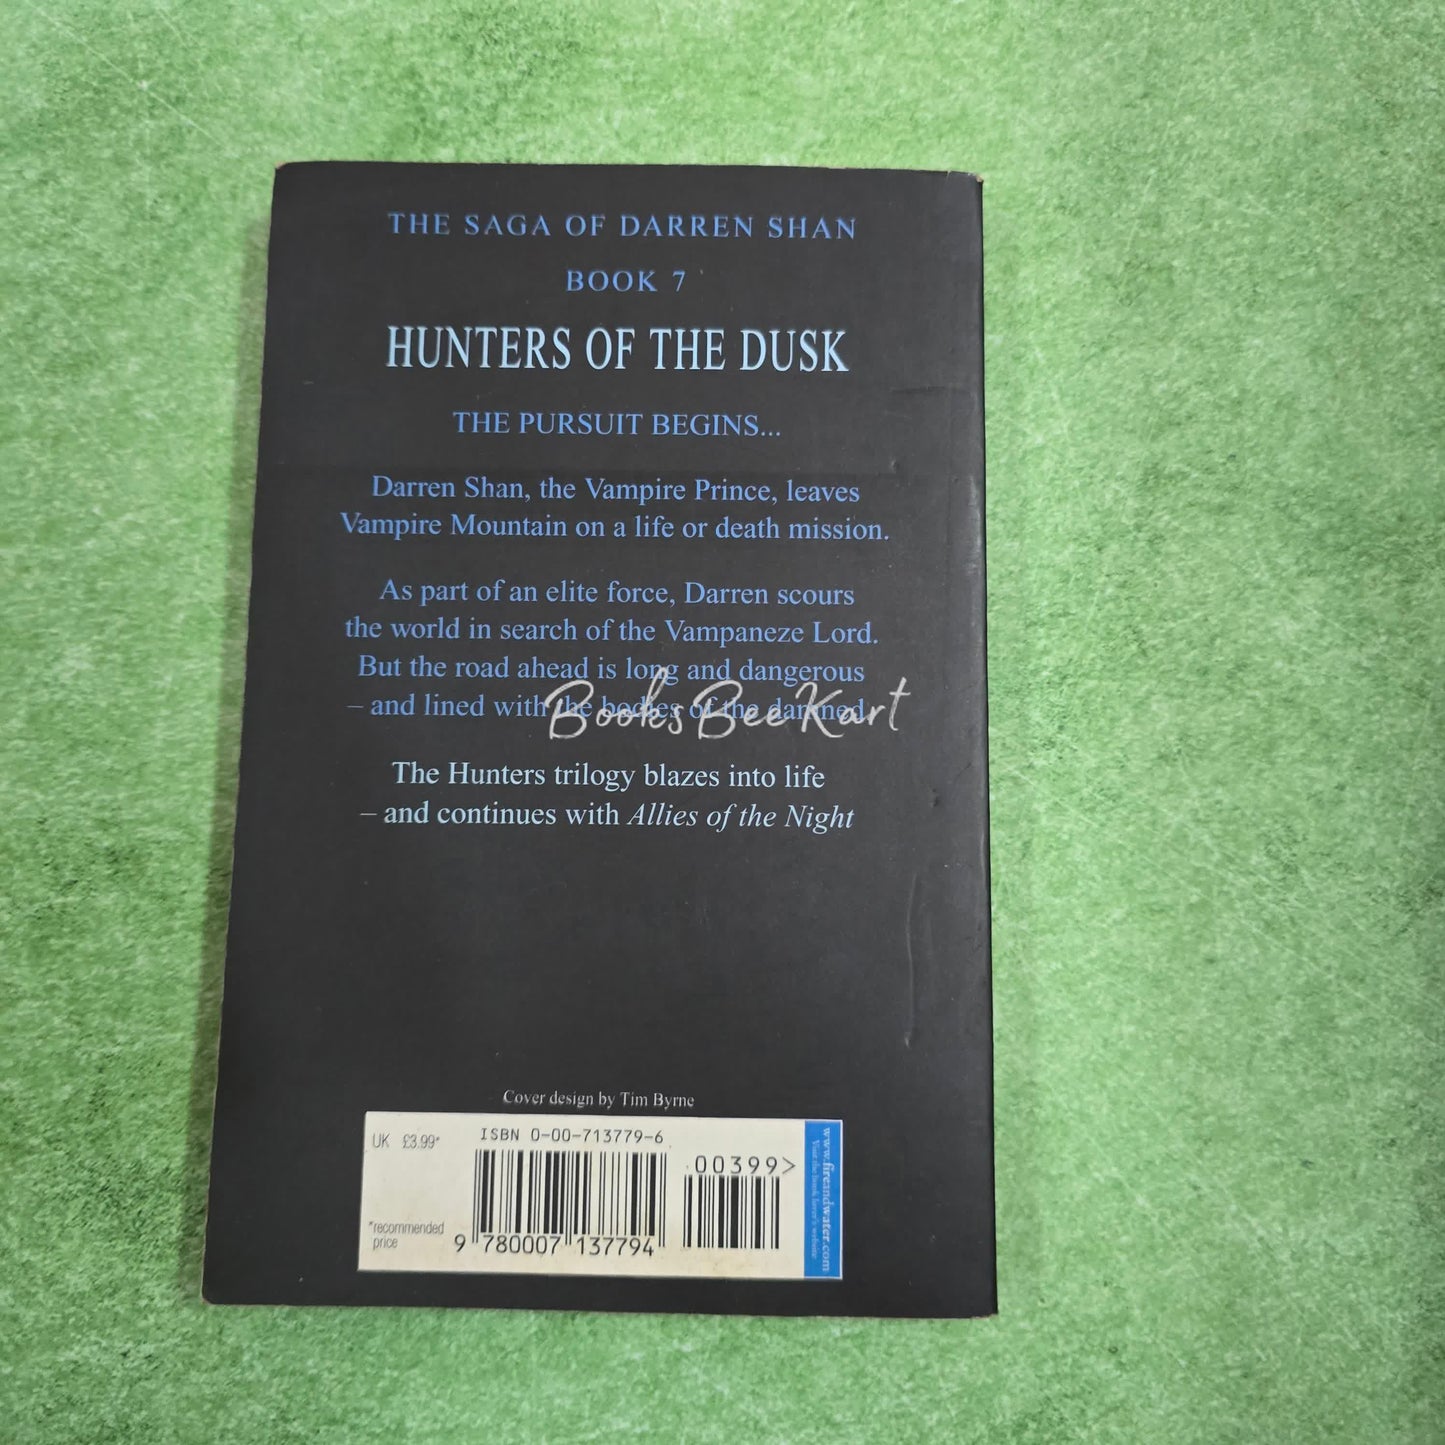 THE SAGA OF DARREN SHAN
BOOK 7
HUNTERS OF THE DUSK
THE PURSUIT BEGINS...
Darren Shan, the Vampire Prince, leaves
Vampire Mountain on a life or death mission.
As part of an elite force, Darren scours
the world in search of the Vampaneze Lord.
But the road ahead is long and dangerous
– and lined with the bodies of the damned.
BooksBeeKart
The Hunters trilogy blazes into life
– and continues with Allies of the Night
Cover design by Tim Byrne
UK £3.99*
ISBN 0-00-713779-6
00399>
*recommended
price
9 780007 137794
www.fireandwater.com
Visit the book lover's website